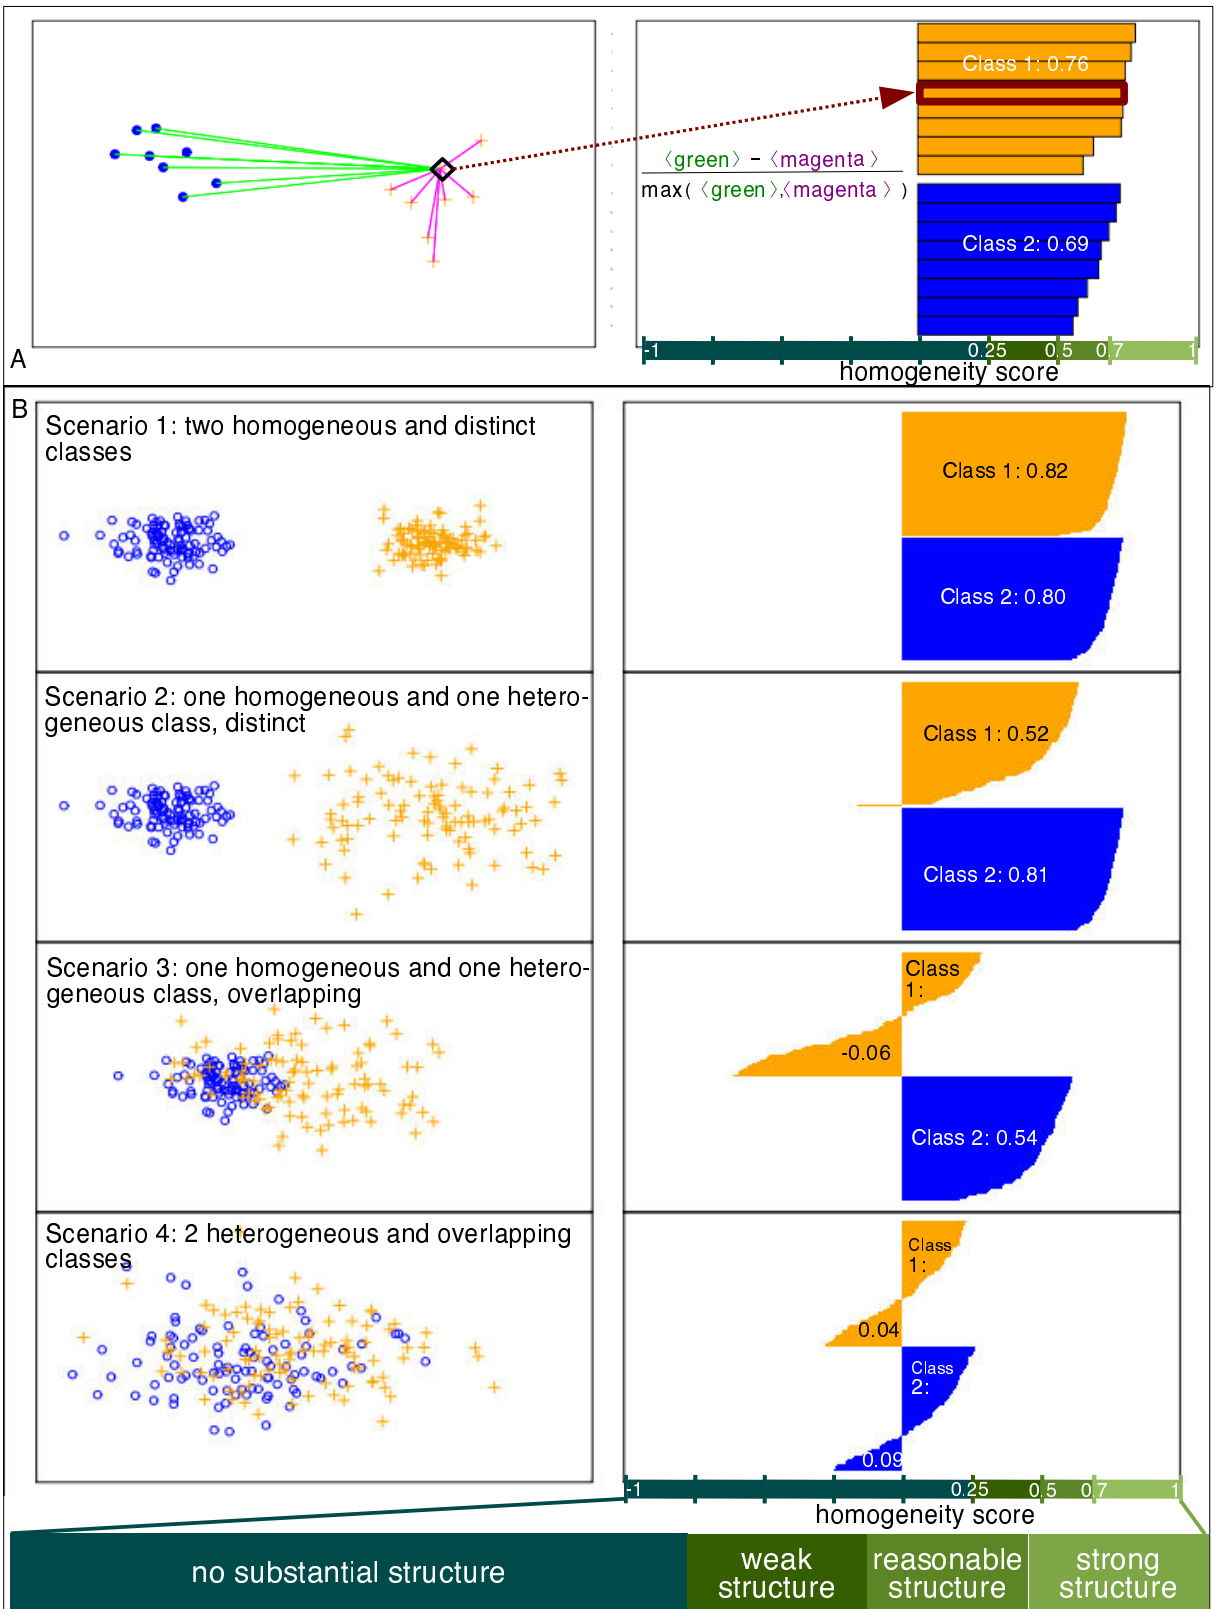 Class 1: 0.76
〈green〉 - 〈magenta 〉
max( 〈green〉,〈magenta 〉 )
Class 2: 0.69
A
-1 0.25 0.5 0.7 1
homogeneity score
B
Scenario 1: two homogeneous and distinct
classes
Class 1: 0.82
Class 2: 0.80
Scenario 2: one homogeneous and one hetero-
geneous class, distinct
Class 1: 0.52
Class 2: 0.81
Scenario 3: one homogeneous and one hetero-
geneous class, overlapping
Class
1:
-0.06
Class 2: 0.54
Scenario 4: 2 heterogeneous and overlapping
classes
Class
1:
0.04
Class
2:
0.09
-1 0.25 0.5 0.7 1
homogeneity score
no substantial structure
weak
structure
reasonable
structure
strong
structure